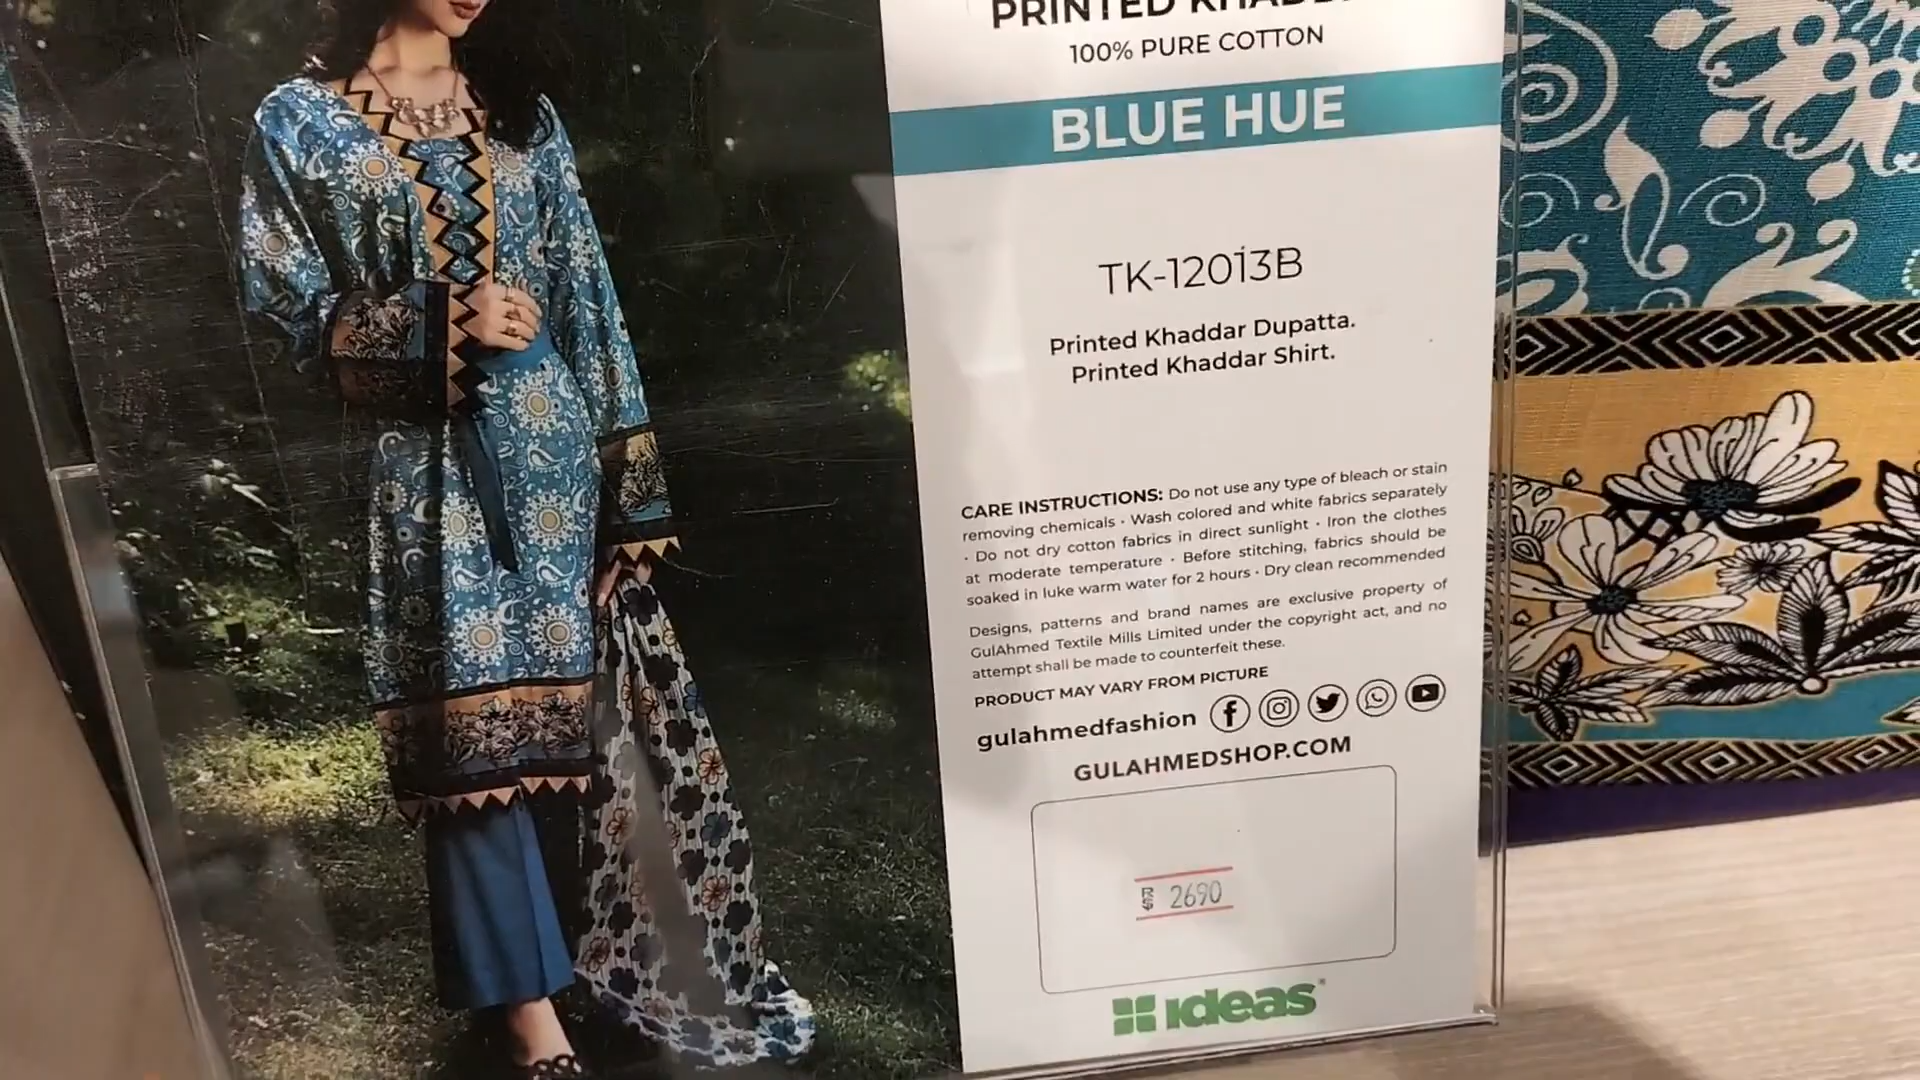 PRINTED KHADDAR
100% PURE COTTON
BLUE HUE
TK-12013B
Printed Khaddar Dupatta.
Printed Khaddar Shirt.
CARE INSTRUCTIONS: Do not use any type of bleach or stain
removing chemicals • Wash colored and white fabrics separately
• Do not dry cotton fabrics in direct sunlight • Iron the clothes
at moderate temperature • Before stitching, fabrics should be
soaked in luke warm water for 2 hours • Dry clean recommended
Designs, patterns and brand names are exclusive property of
GulAhmed Textile Mills Limited under the copyright act, and no
attempt shall be made to counterfeit these.
PRODUCT MAY VARY FROM PICTURE
gulahmedfashion
GULAHMEDSHOP.COM
RS 2690
ideas